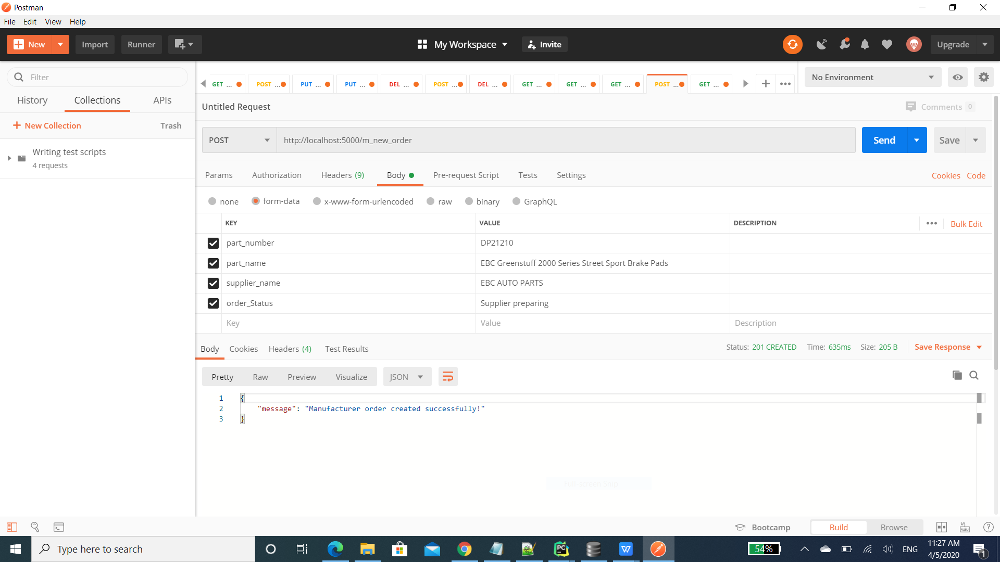 Postman
File Edit View Help
New Import Runner My Workspace Invite Upgrade
Filter
History Collections APIs
New Collection Trash
Writing test scripts
4 requests
GET ... POST ... PUT ... PUT ... DEL ... POST ... DEL ... GET ... GET ... GET ... POST ... GET ...
No Environment
Untitled Request Comments 0
POST http://localhost:5000/m_new_order Send Save
Params Authorization Headers (9) Body Pre-request Script Tests Settings Cookies Code
none form-data x-www-form-urlencoded raw binary GraphQL
KEY VALUE DESCRIPTION Bulk Edit
part_number DP21210
part_name EBC Greenstuff 2000 Series Street Sport Brake Pads
supplier_name EBC AUTO PARTS
order_Status Supplier preparing
Key Value Description
Body Cookies Headers (4) Test Results Status: 201 CREATED Time: 635ms Size: 205 B Save Response
Pretty Raw Preview Visualize JSON
1 {
2 "message": "Manufacturer order created successfully!"
3 }
Full-screen Snip
Bootcamp Build Browse
Type here to search
54%
ENG
11:27 AM
4/5/2020
1